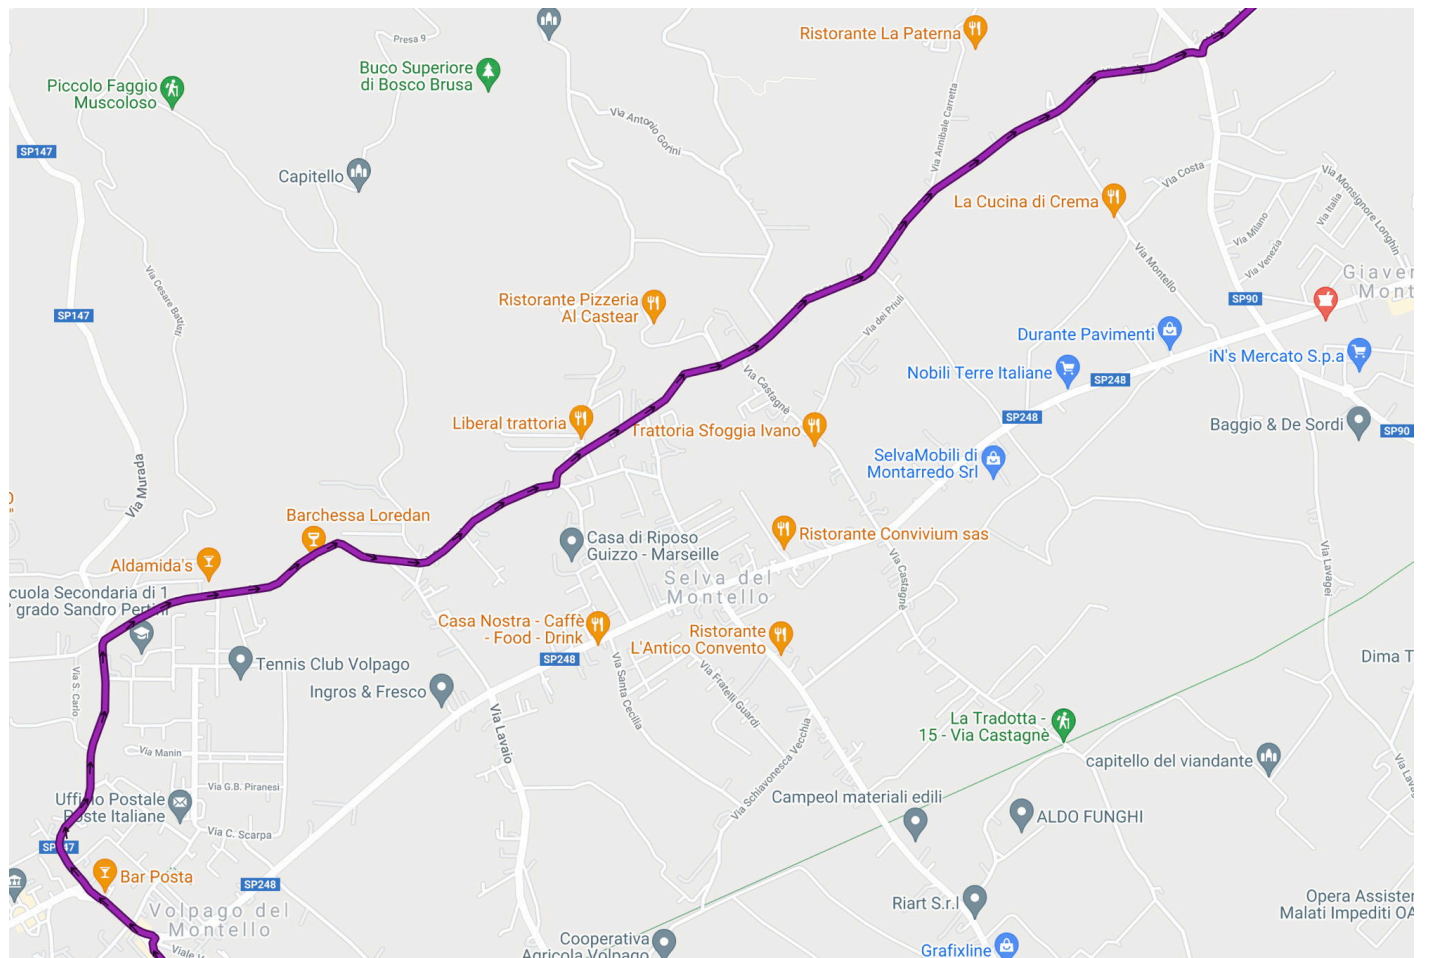 Ristorante La Paterna
Presa 9
Buco Superiore
di Bosco Brusa
Piccolo Faggio
Muscoloso
Via Antonio Gorini
Via Annibale Carretta
SP147
Capitello
Via Costa
Via Monsignore Longhin
La Cucina di Crema
Via Italia
Via Milano
Via Venezia
Via Montello
Giaver
Mont
Via Cesare Battisti
Ristorante Pizzeria
Al Castear
Via dei Priuli
SP90
SP147
Durante Pavimenti
iN's Mercato S.p.a
Nobili Terre Italiane
SP248
Via Castagnè
SP248
Liberal trattoria
Trattoria Sfoggia Ivano
Baggio & De Sordi
SP90
SelvaMobili di
Montarredo Srl
Via Murada
Barchessa Loredan
Ristorante Convivium sas
Casa di Riposo
Guizzo - Marseille
Aldamida's
Selva del
Montello
Via Castagnè
Via Lavagei
cuola Secondaria di 1
° grado Sandro Pertini
Casa Nostra - Caffè
- Food - Drink
Ristorante
L'Antico Convento
SP248
Tennis Club Volpago
Dima T
Ingros & Fresco
Via S. Carlo
Via Santa Cecilia
Via Fratelli Guardi
Via Lavaio
La Tradotta -
15 - Via Castagnè
Via Manin
capitello del viandante
Via Lavag
Via Schiavonesca Vecchia
Via G.B. Piranesi
Ufficio Postale
Poste Italiane
Campeol materiali edili
ALDO FUNGHI
Via C. Scarpa
Bar Posta
SP248
Riart S.r.l
Opera Assister
Malati Impediti OA
Volpago del
Montello
Viale
Cooperativa
Agricola Volpago
Grafixline